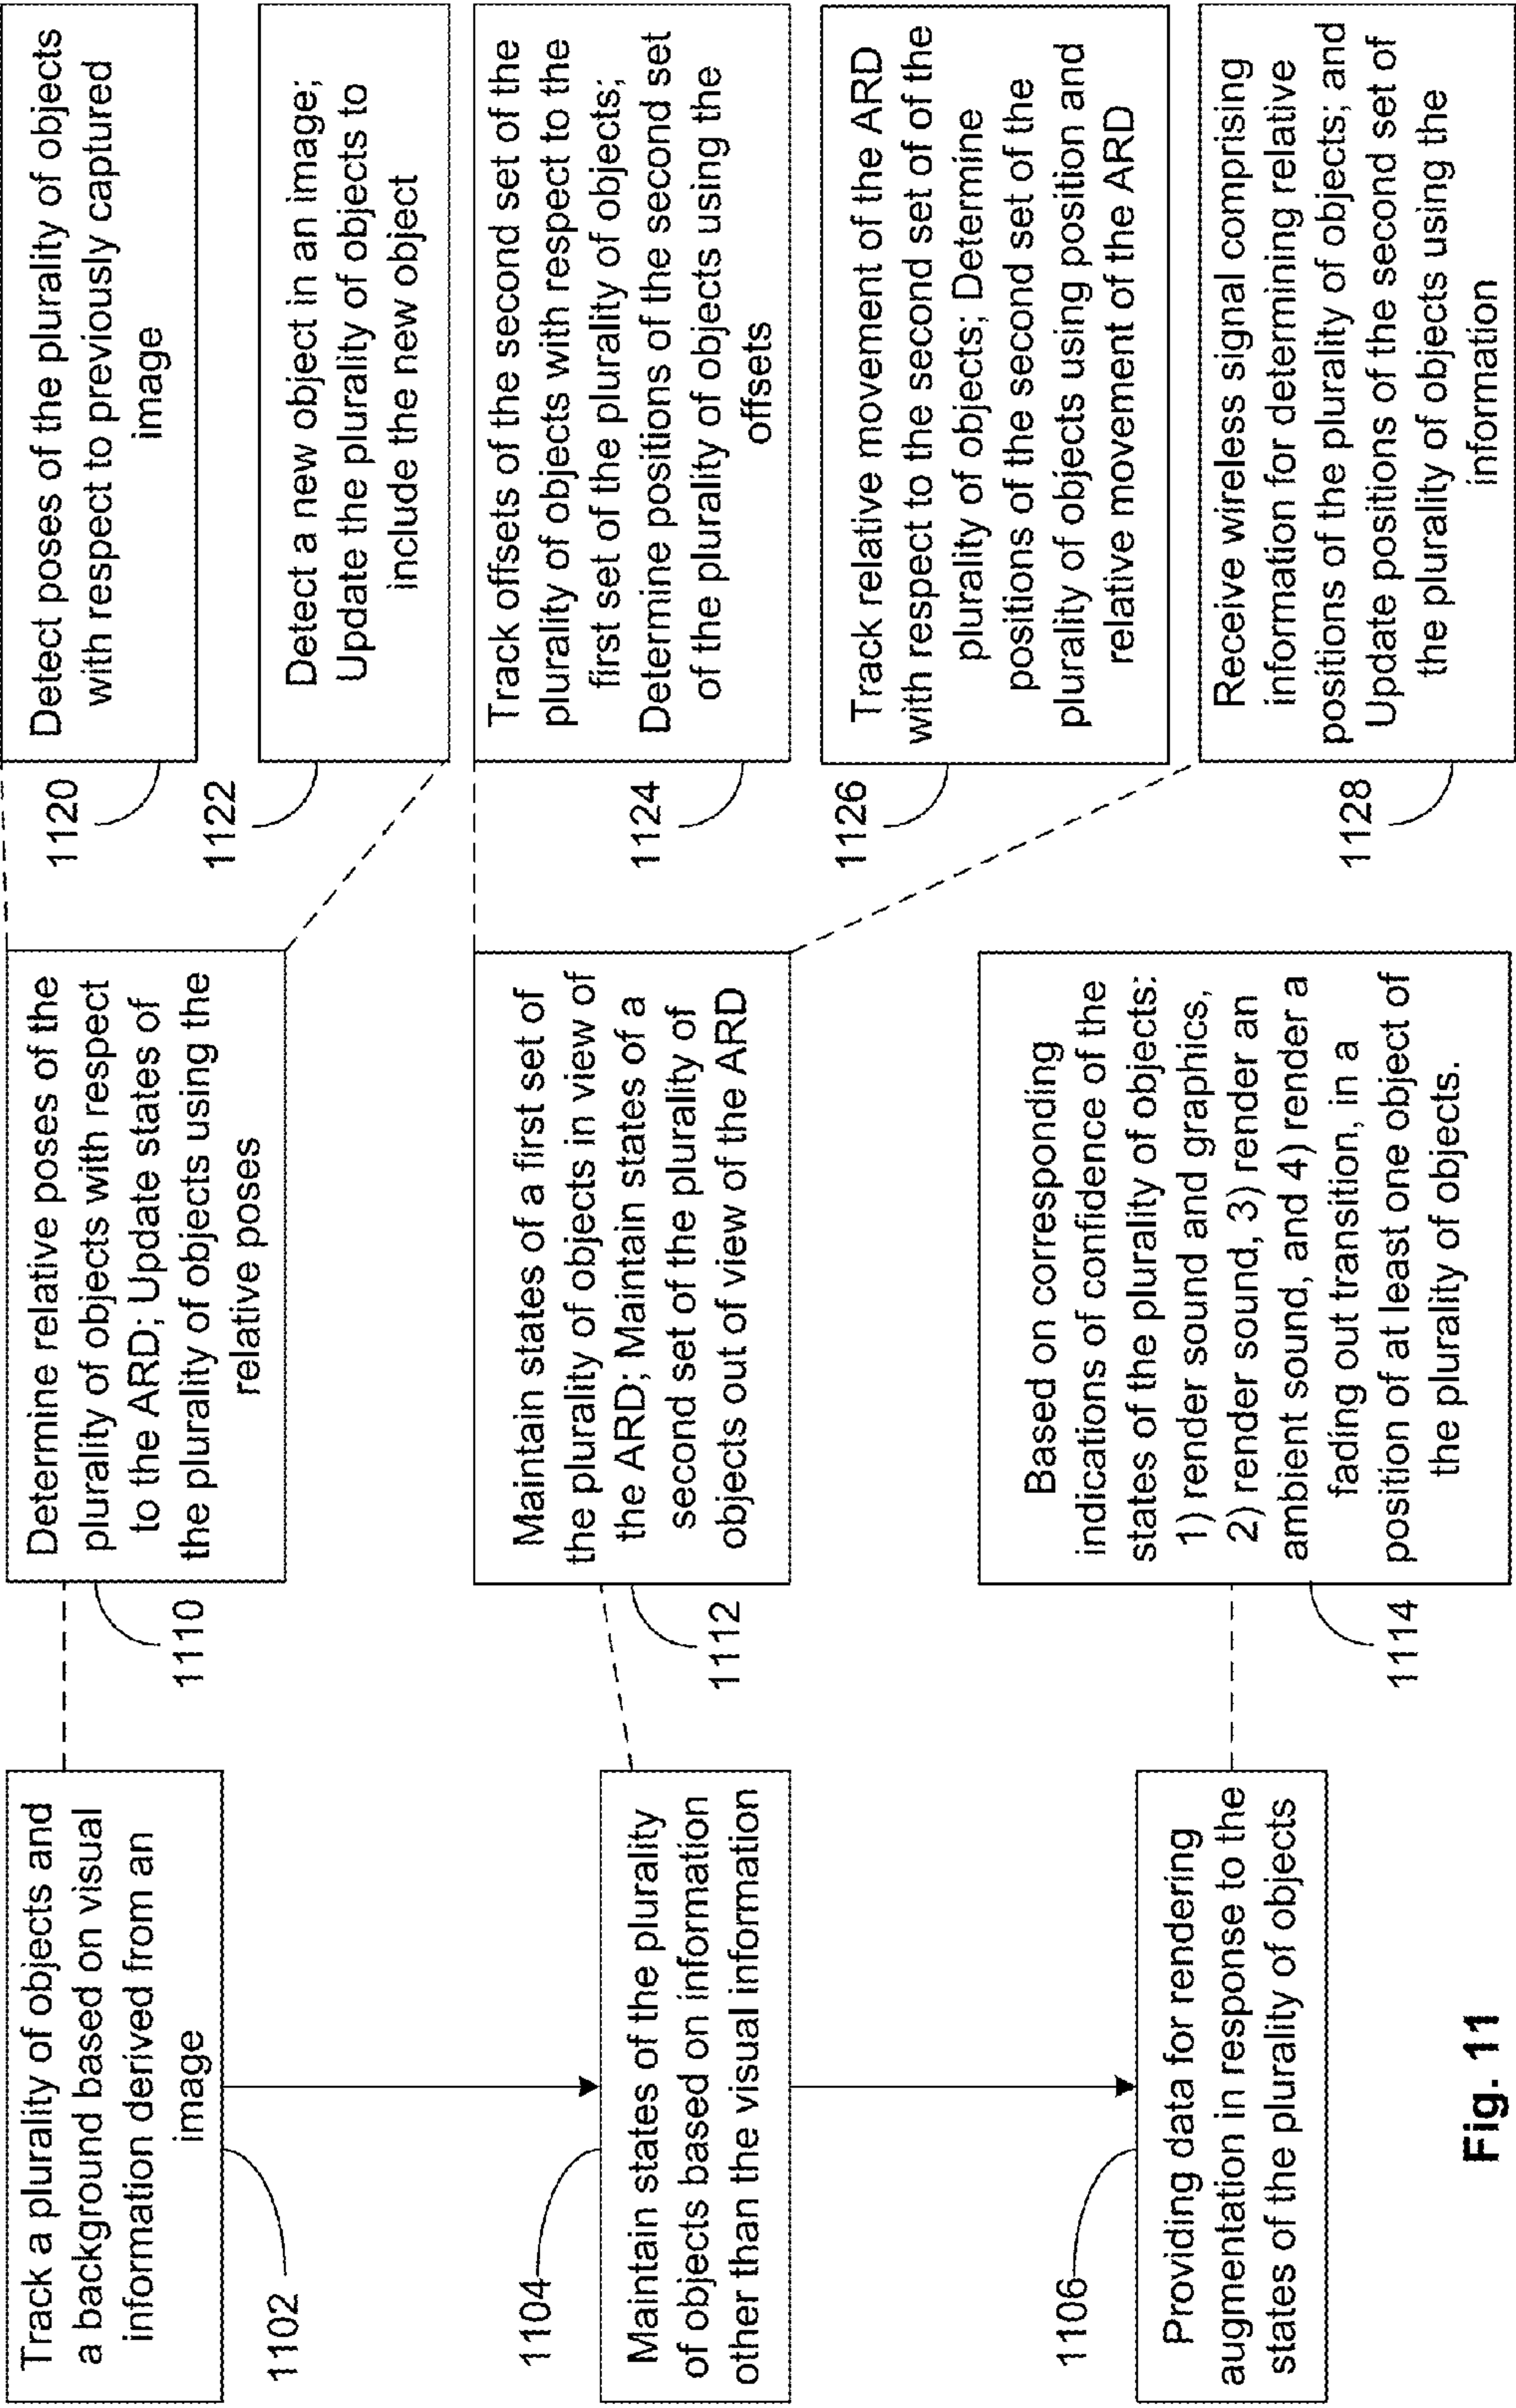 Track a plurality of objects and
a background based on visual
information derived from an
image
1102
Maintain states of the plurality
of objects based on information
other than the visual information
1104
Providing data for rendering
augmentation in response to the
states of the plurality of objects
1106
Determine relative poses of the
plurality of objects with respect
to the ARD; Update states of
the plurality of objects using the
relative poses
1110
Maintain states of a first set of
the plurality of objects in view of
the ARD; Maintain states of a
second set of the plurality of
objects out of view of the ARD
1112
Based on corresponding
indications of confidence of the
states of the plurality of objects:
1) render sound and graphics,
2) render sound, 3) render an
ambient sound, and 4) render a
fading out transition, in a
position of at least one object of
the plurality of objects.
1114
Detect poses of the plurality of objects
with respect to previously captured
image
1120
Detect a new object in an image;
Update the plurality of objects to
include the new object
1122
Track offsets of the second set of the
plurality of objects with respect to the
first set of the plurality of objects;
Determine positions of the second set
of the plurality of objects using the
offsets
1124
Track relative movement of the ARD
with respect to the second set of the
plurality of objects; Determine
positions of the second set of the
plurality of objects using position and
relative movement of the ARD
1126
Receive wireless signal comprising
information for determining relative
positions of the plurality of objects; and
Update positions of the second set of
the plurality of objects using the
information
1128
Fig. 11